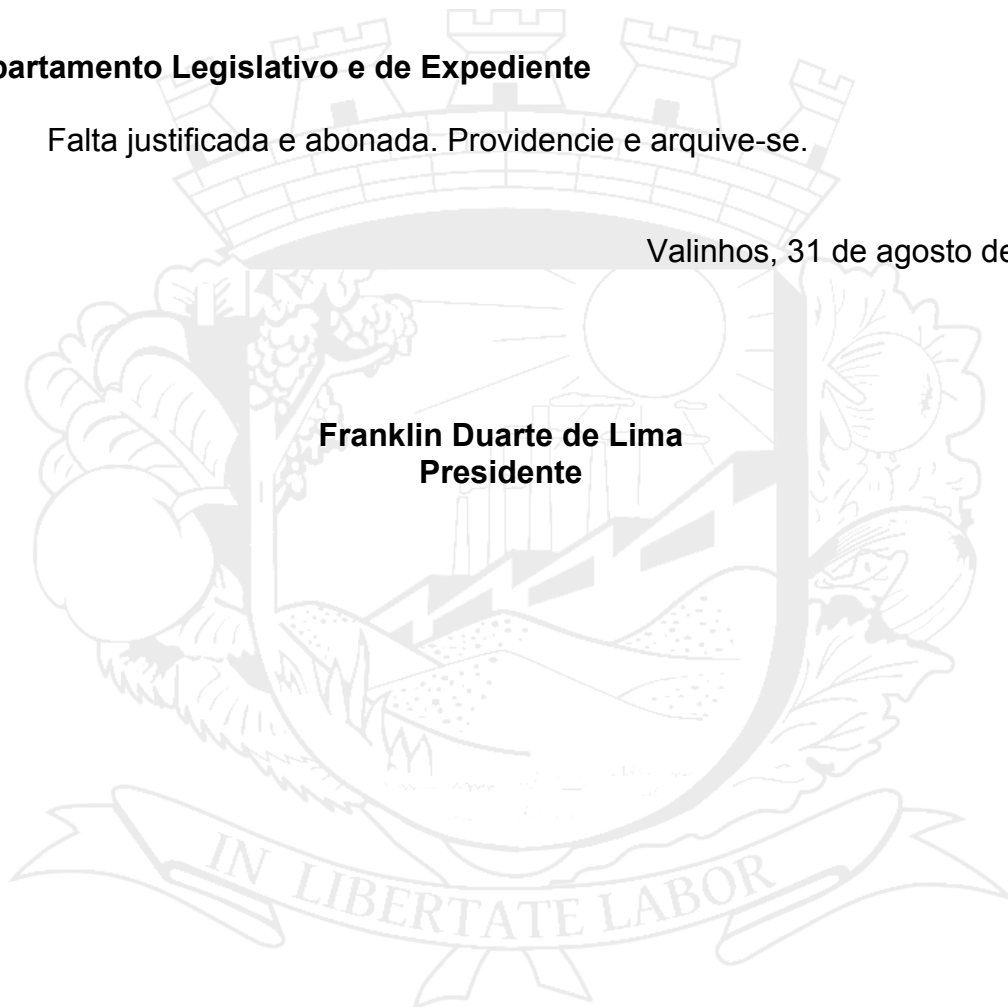 partamento Legislativo e de Expediente
Falta justificada e abonada. Providencie e arquive-se.
Valinhos, 31 de agosto de
Franklin Duarte de Lima
Presidente
IN LIBERTATE LABOR